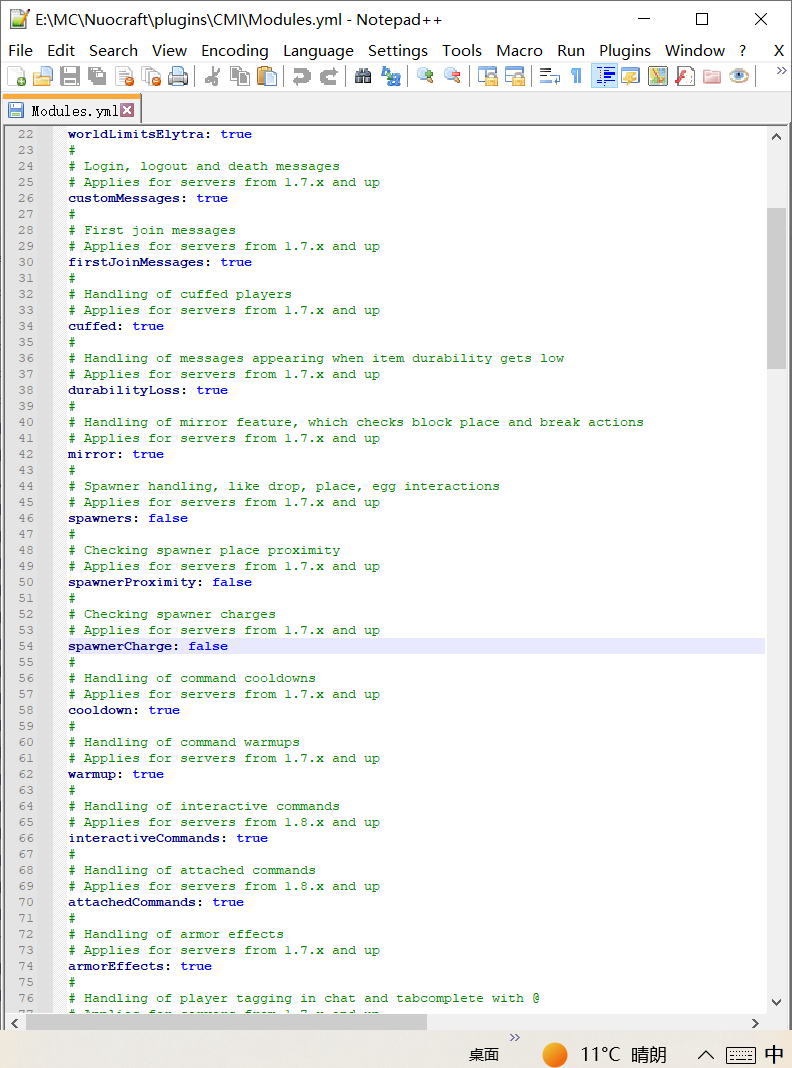 E:\MC\Nuocraft\plugins\CMI\Modules.yml - Notepad++
File Edit Search View Encoding Language Settings Tools Macro Run Plugins Window ? X
Modules.yml
22 worldLimitsElytra: true
23 #
24 # Login, logout and death messages
25 # Applies for servers from 1.7.x and up
26 customMessages: true
27 #
28 # First join messages
29 # Applies for servers from 1.7.x and up
30 firstJoinMessages: true
31 #
32 # Handling of cuffed players
33 # Applies for servers from 1.7.x and up
34 cuffed: true
35 #
36 # Handling of messages appearing when item durability gets low
37 # Applies for servers from 1.7.x and up
38 durabilityLoss: true
39 #
40 # Handling of mirror feature, which checks block place and break actions
41 # Applies for servers from 1.7.x and up
42 mirror: true
43 #
44 # Spawner handling, like drop, place, egg interactions
45 # Applies for servers from 1.7.x and up
46 spawners: false
47 #
48 # Checking spawner place proximity
49 # Applies for servers from 1.7.x and up
50 spawnerProximity: false
51 #
52 # Checking spawner charges
53 # Applies for servers from 1.7.x and up
54 spawnerCharge: false
55 #
56 # Handling of command cooldowns
57 # Applies for servers from 1.7.x and up
58 cooldown: true
59 #
60 # Handling of command warmups
61 # Applies for servers from 1.7.x and up
62 warmup: true
63 #
64 # Handling of interactive commands
65 # Applies for servers from 1.8.x and up
66 interactiveCommands: true
67 #
68 # Handling of attached commands
69 # Applies for servers from 1.8.x and up
70 attachedCommands: true
71 #
72 # Handling of armor effects
73 # Applies for servers from 1.7.x and up
74 armorEffects: true
75 #
76 # Handling of player tagging in chat and tabcomplete with @
77 # Applies for servers from 1.7.x and up
桌面 11°C 晴朗 中